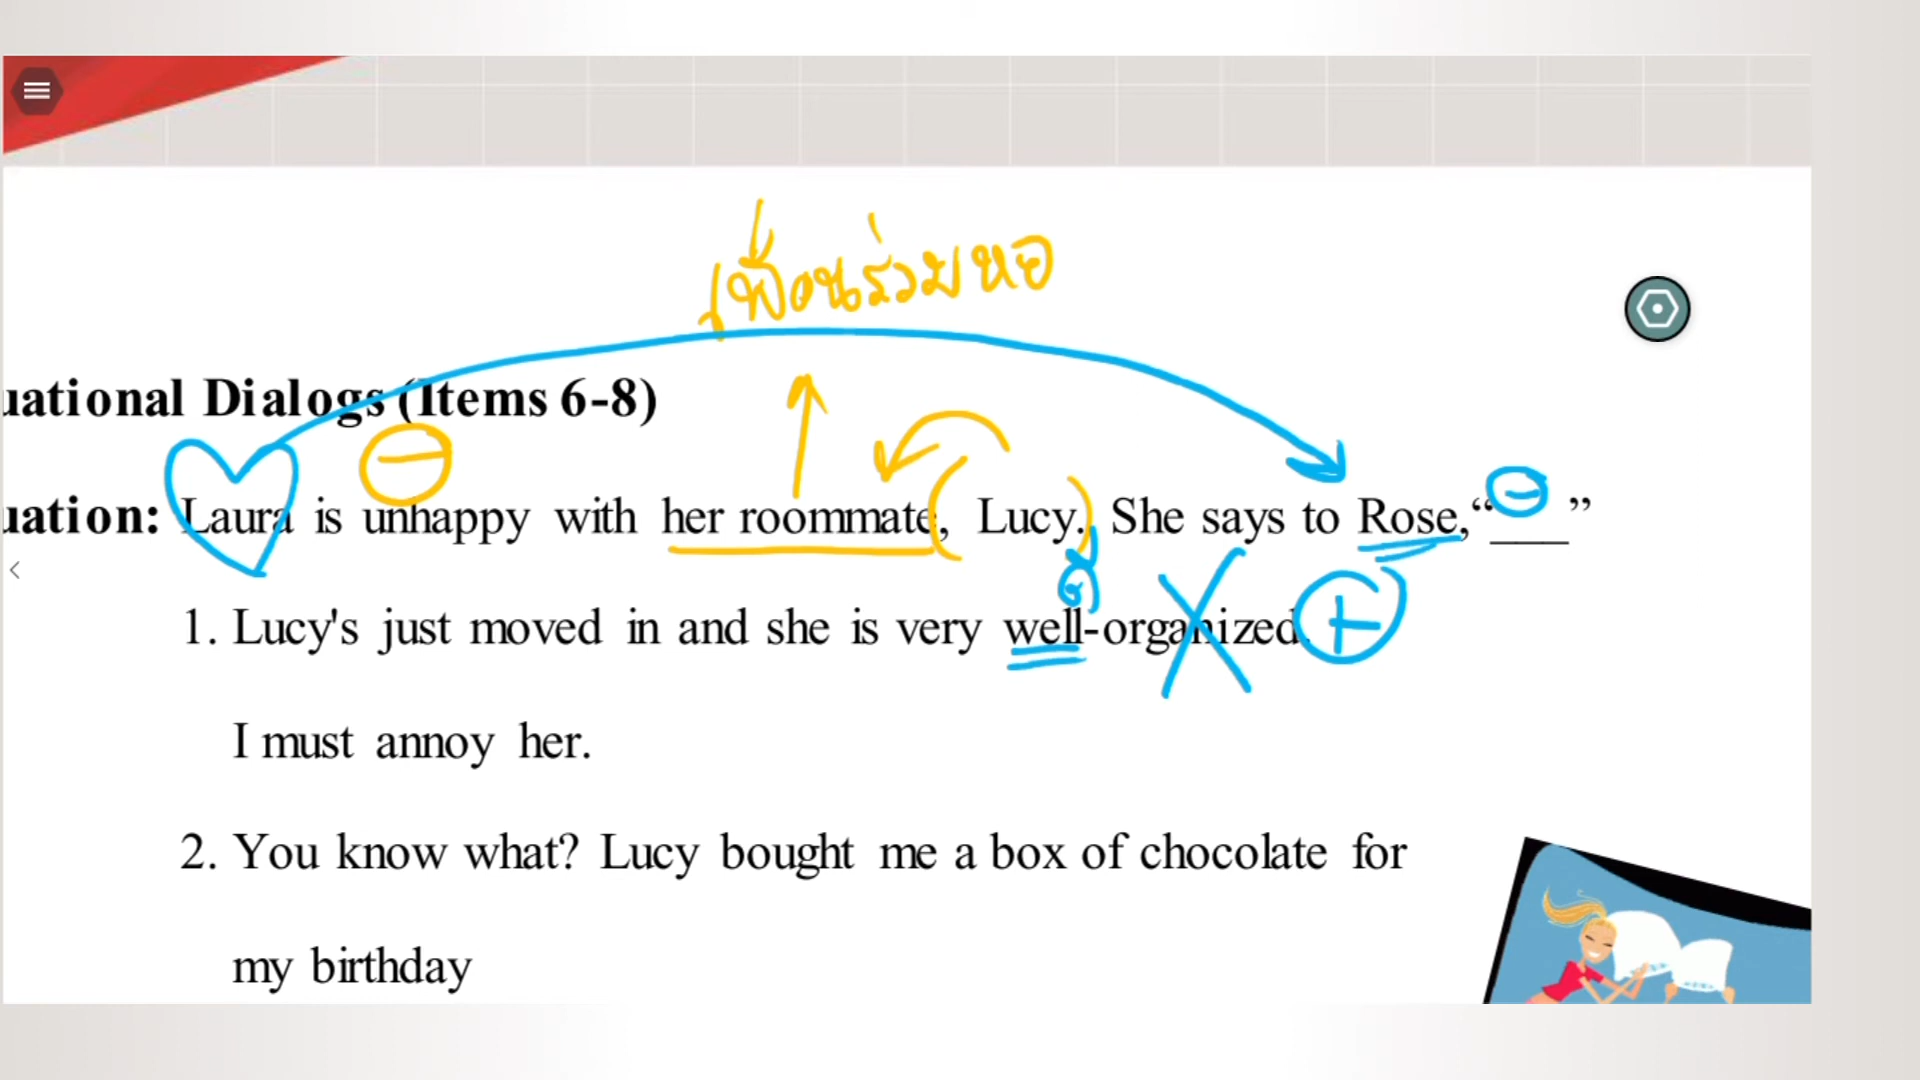 เพื่อนร่วมหอ
uational Dialogs (Items 6-8)
uation: Laura is unhappy with her roommate, Lucy. She says to Rose,“___”
ดี
1. Lucy's just moved in and she is very well-organized.
I must annoy her.
2. You know what? Lucy bought me a box of chocolate for
my birthday